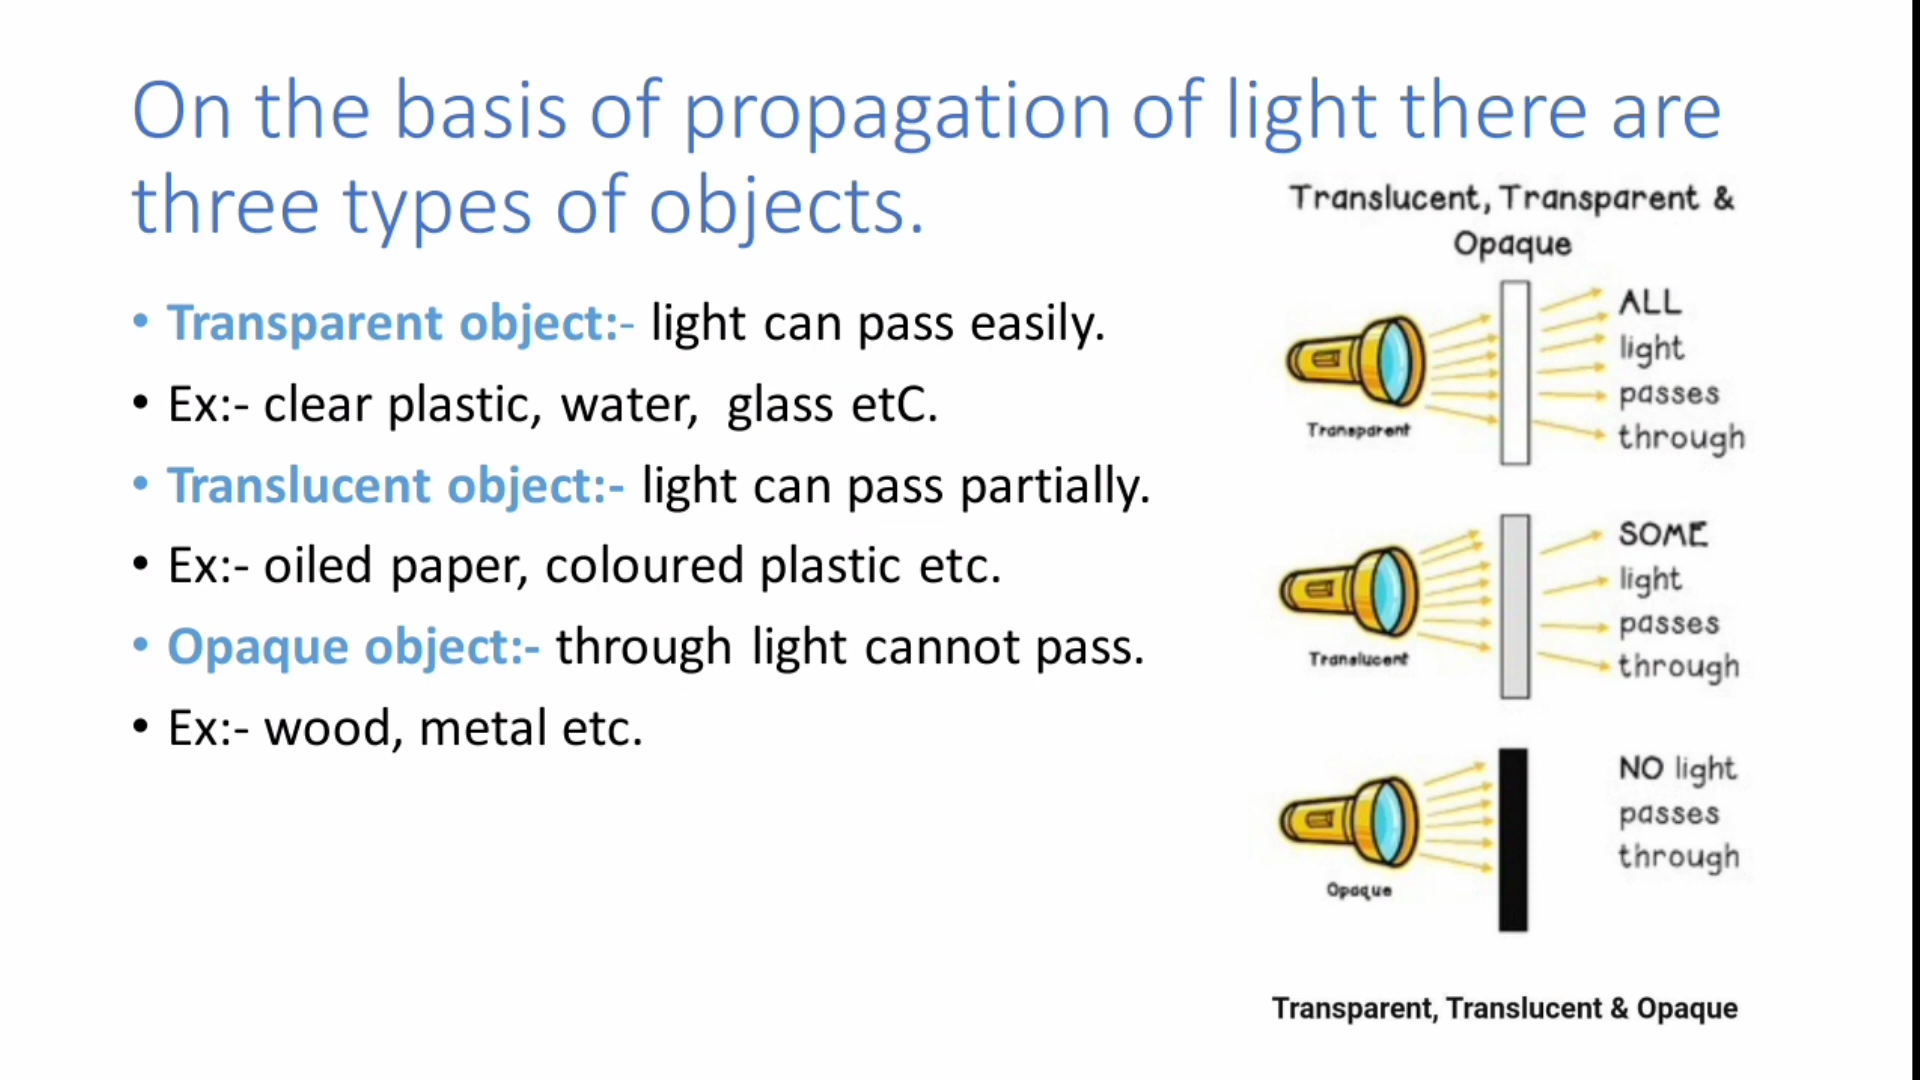 On the basis of propagation of light there are
three types of objects.
• Transparent object:- light can pass easily.
• Ex:- clear plastic, water, glass etC.
• Translucent object:- light can pass partially.
• Ex:- oiled paper, coloured plastic etc.
• Opaque object:- through light cannot pass.
• Ex:- wood, metal etc.
Translucent, Transparent &
Opaque
Transparent
ALL
light
passes
through
Translucent
SOME
light
passes
through
Opaque
NO light
passes
through
Transparent, Translucent & Opaque